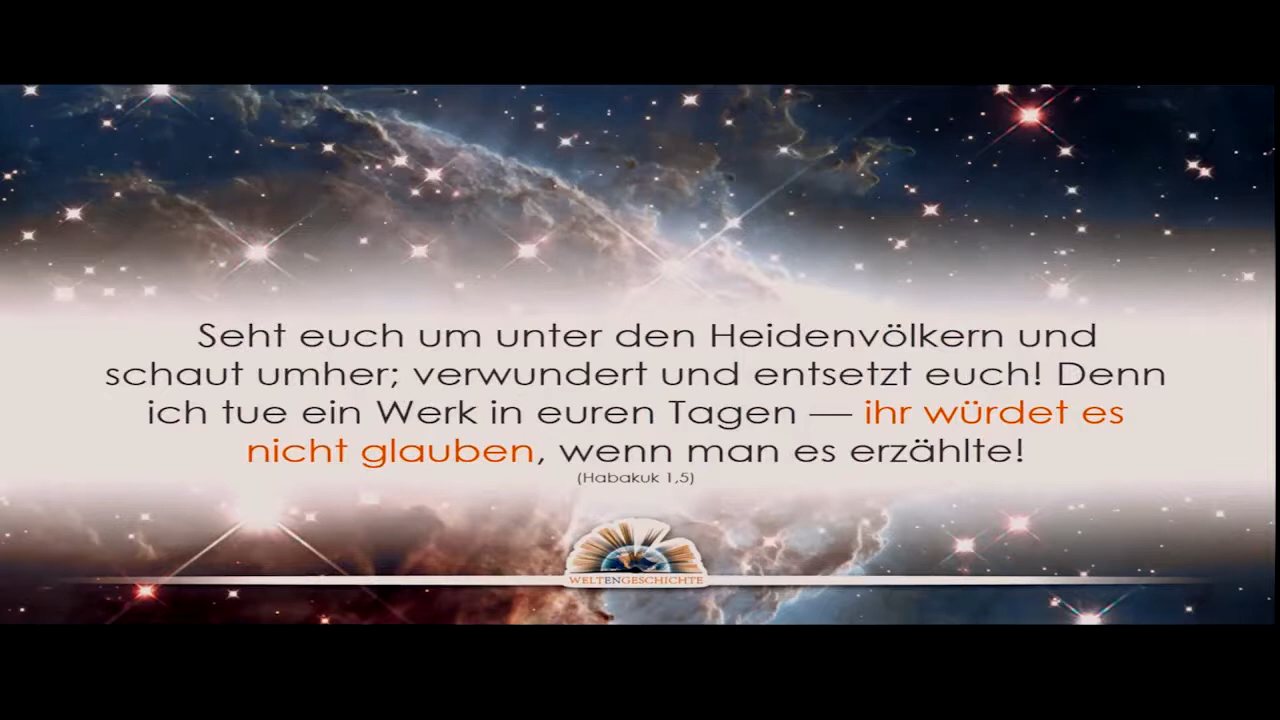 Seht euch um unter den Heidenvölkern und
schaut umher; verwundert und entsetzt euch! Denn
ich tue ein Werk in euren Tagen — ihr würdet es
nicht glauben, wenn man es erzählte!
(Habakuk 1,5)
WELTENGESCHICHTE